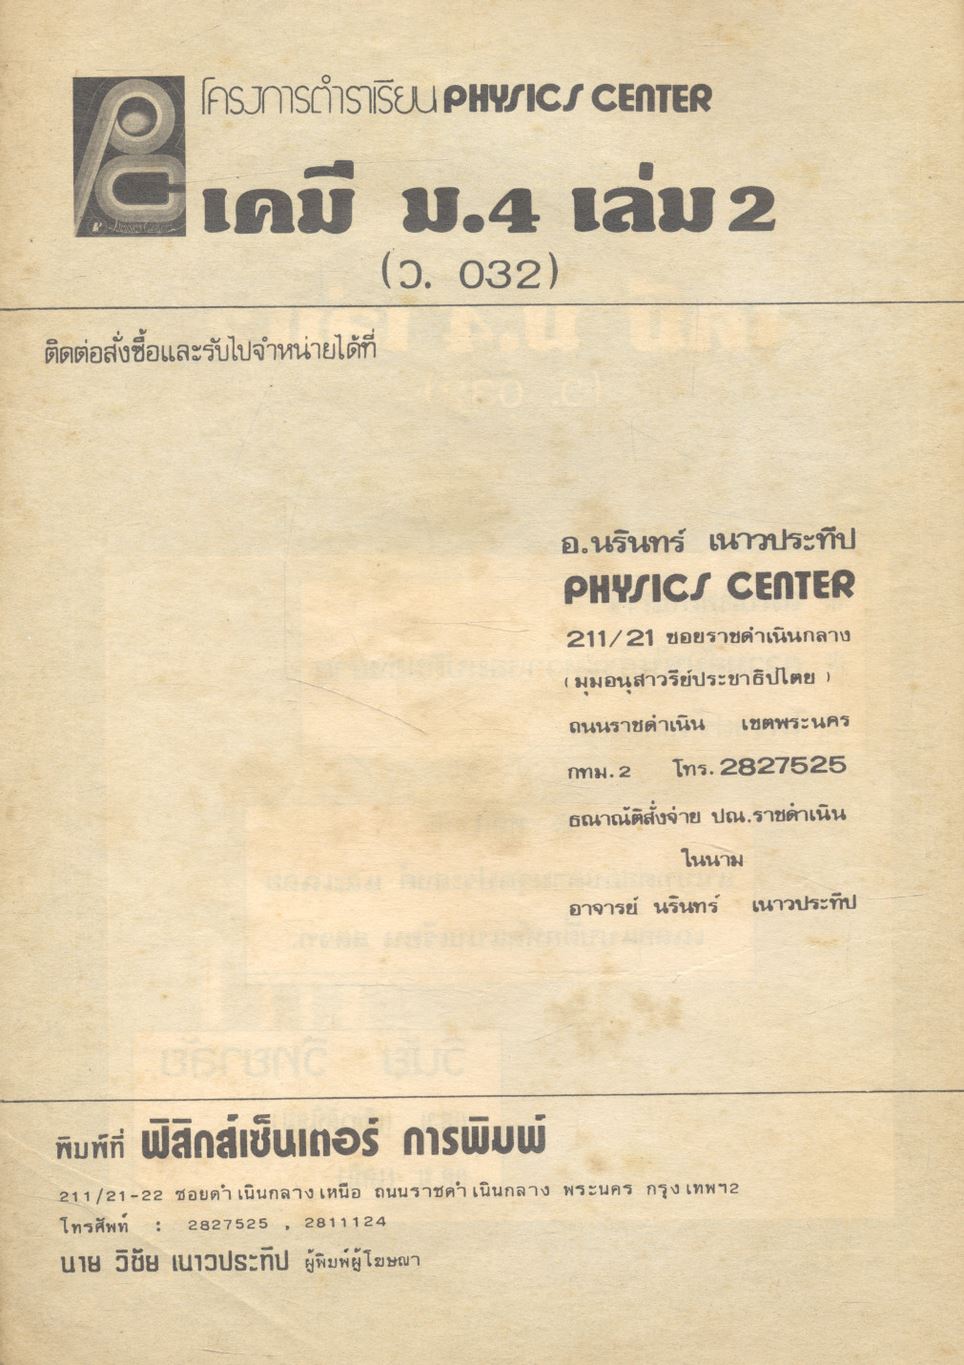 โครงการตำราเรียน PHYSICS CENTER
เคมี ม.4 เล่ม 2
(ว. 032)
ติดต่อสั่งซื้อและรับไปจำหน่ายได้ที่
อ.นรินทร์ เนาวประทีป
PHYSICS CENTER
211/21 ซอยราชดำเนินกลาง
(มุมอนุสาวรีย์ประชาธิปไตย)
ถนนราชดำเนิน เขตพระนคร
กทม.2 โทร.2827525
ธณาณัติสั่งจ่าย ปณ.ราชดำเนิน
ในนาม
อาจารย์ นรินทร์ เนาวประทีป
พิมพ์ที่ ฟิสิกส์เซ็นเตอร์ การพิมพ์
211/21-22 ซอยดำเนินกลางเหนือ ถนนราชดำเนินกลาง พระนคร กรุงเทพฯ2
โทรศัพท์ : 2827525 , 2811124
นาย วิชัย เนาวประทีป ผู้พิมพ์ผู้โฆษณา